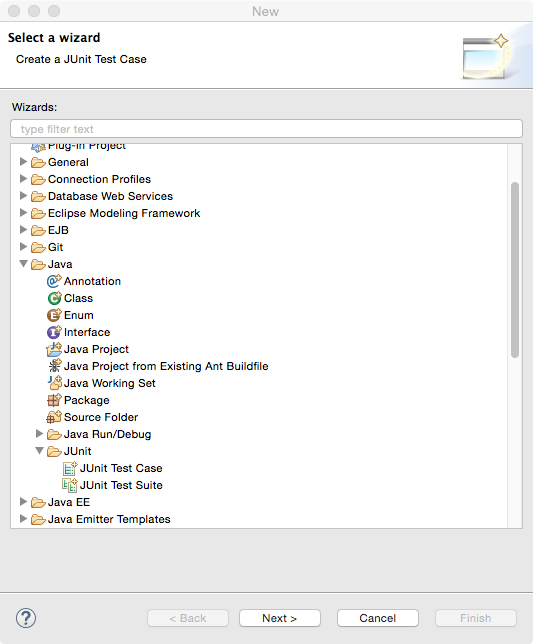 New
Select a wizard
Create a JUnit Test Case
Wizards:
type filter text
Plug-in Project
General
Connection Profiles
Database Web Services
Eclipse Modeling Framework
EJB
Git
Java
Annotation
Class
Enum
Interface
Java Project
Java Project from Existing Ant Buildfile
Java Working Set
Package
Source Folder
Java Run/Debug
JUnit
JUnit Test Case
JUnit Test Suite
Java EE
Java Emitter Templates
? < Back Next > Cancel Finish